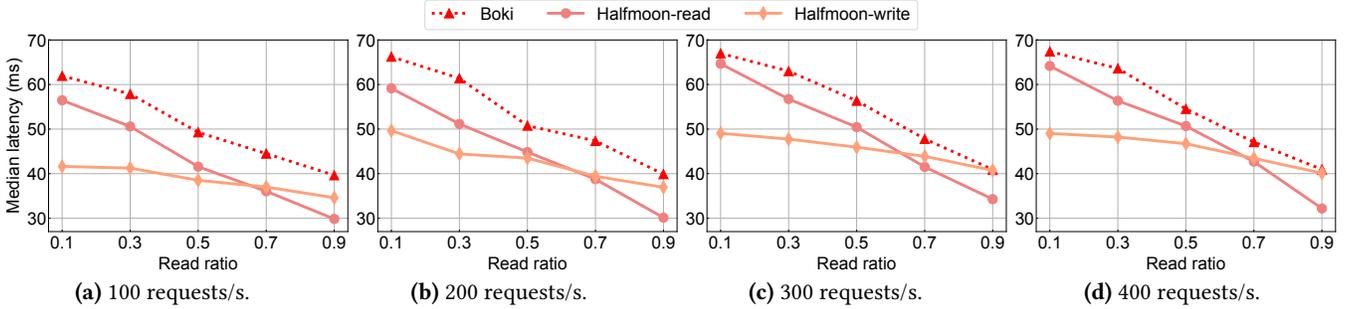 Boki Halfmoon-read Halfmoon-write
Median latency (ms)
70 60 50 40 30
0.1 0.3 0.5 0.7 0.9
Read ratio
(a) 100 requests/s.
70 60 50 40 30
0.1 0.3 0.5 0.7 0.9
Read ratio
(b) 200 requests/s.
70 60 50 40 30
0.1 0.3 0.5 0.7 0.9
Read ratio
(c) 300 requests/s.
70 60 50 40 30
0.1 0.3 0.5 0.7 0.9
Read ratio
(d) 400 requests/s.